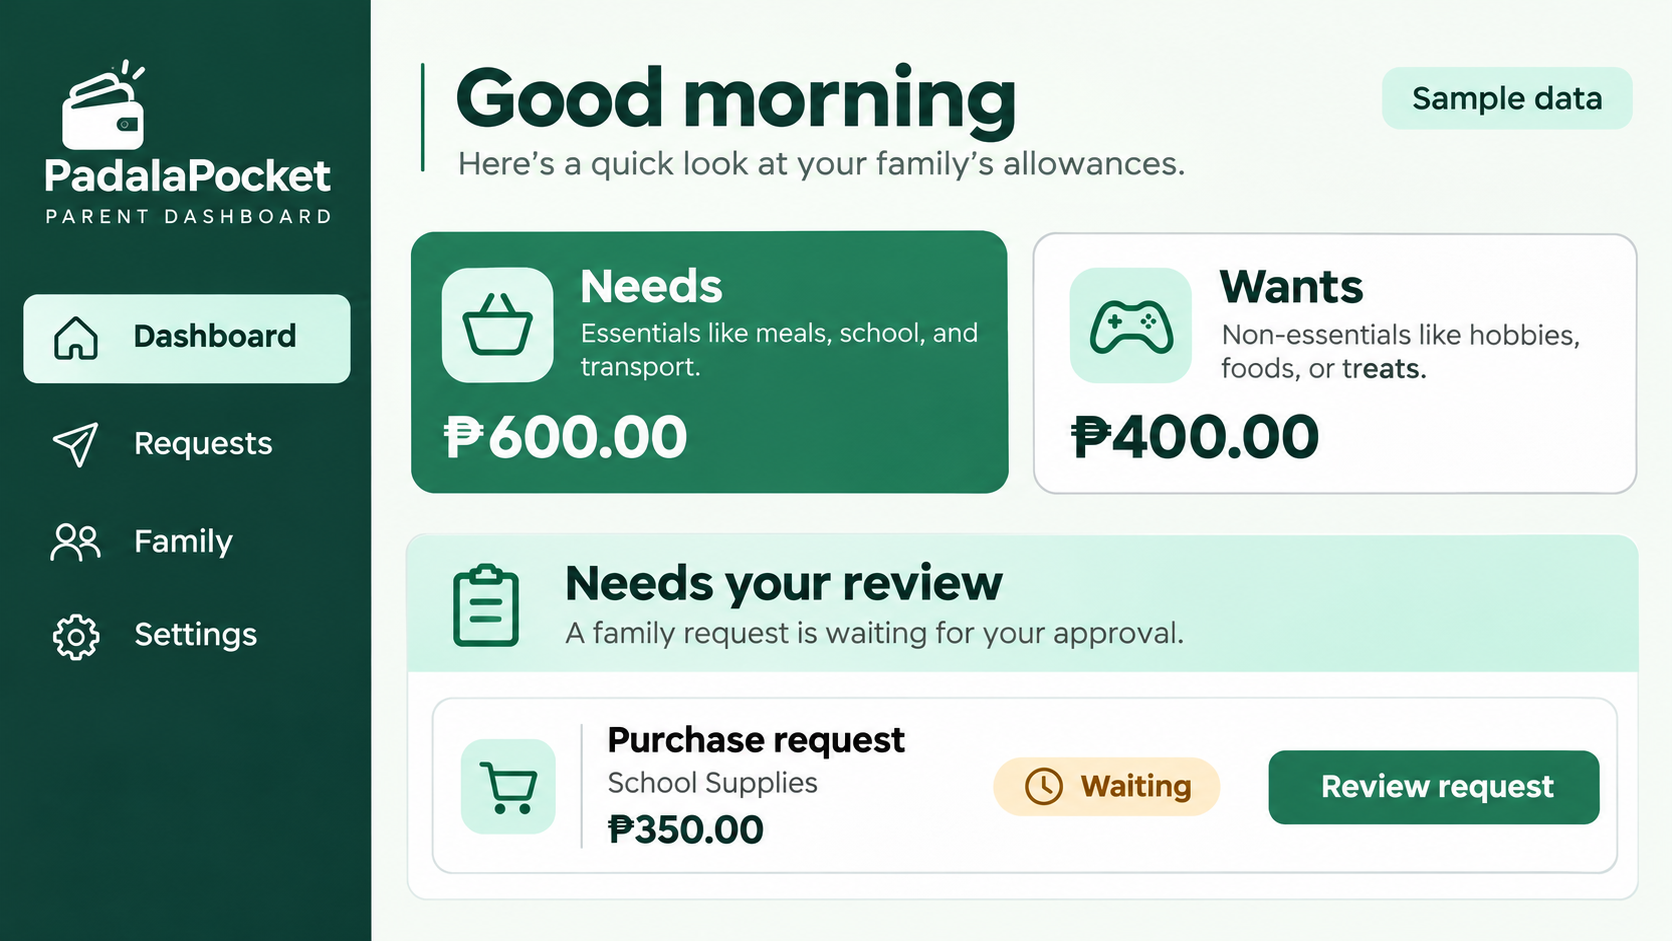 PadalaPocket
PARENT DASHBOARD
Dashboard
Requests
Family
Settings
Good morning
Here’s a quick look at your family’s allowances.
Sample data
Needs
Essentials like meals, school, and
transport.
₱600.00
Wants
Non-essentials like hobbies,
foods, or treats.
₱400.00
Needs your review
A family request is waiting for your approval.
Purchase request
School Supplies
₱350.00
Waiting
Review request